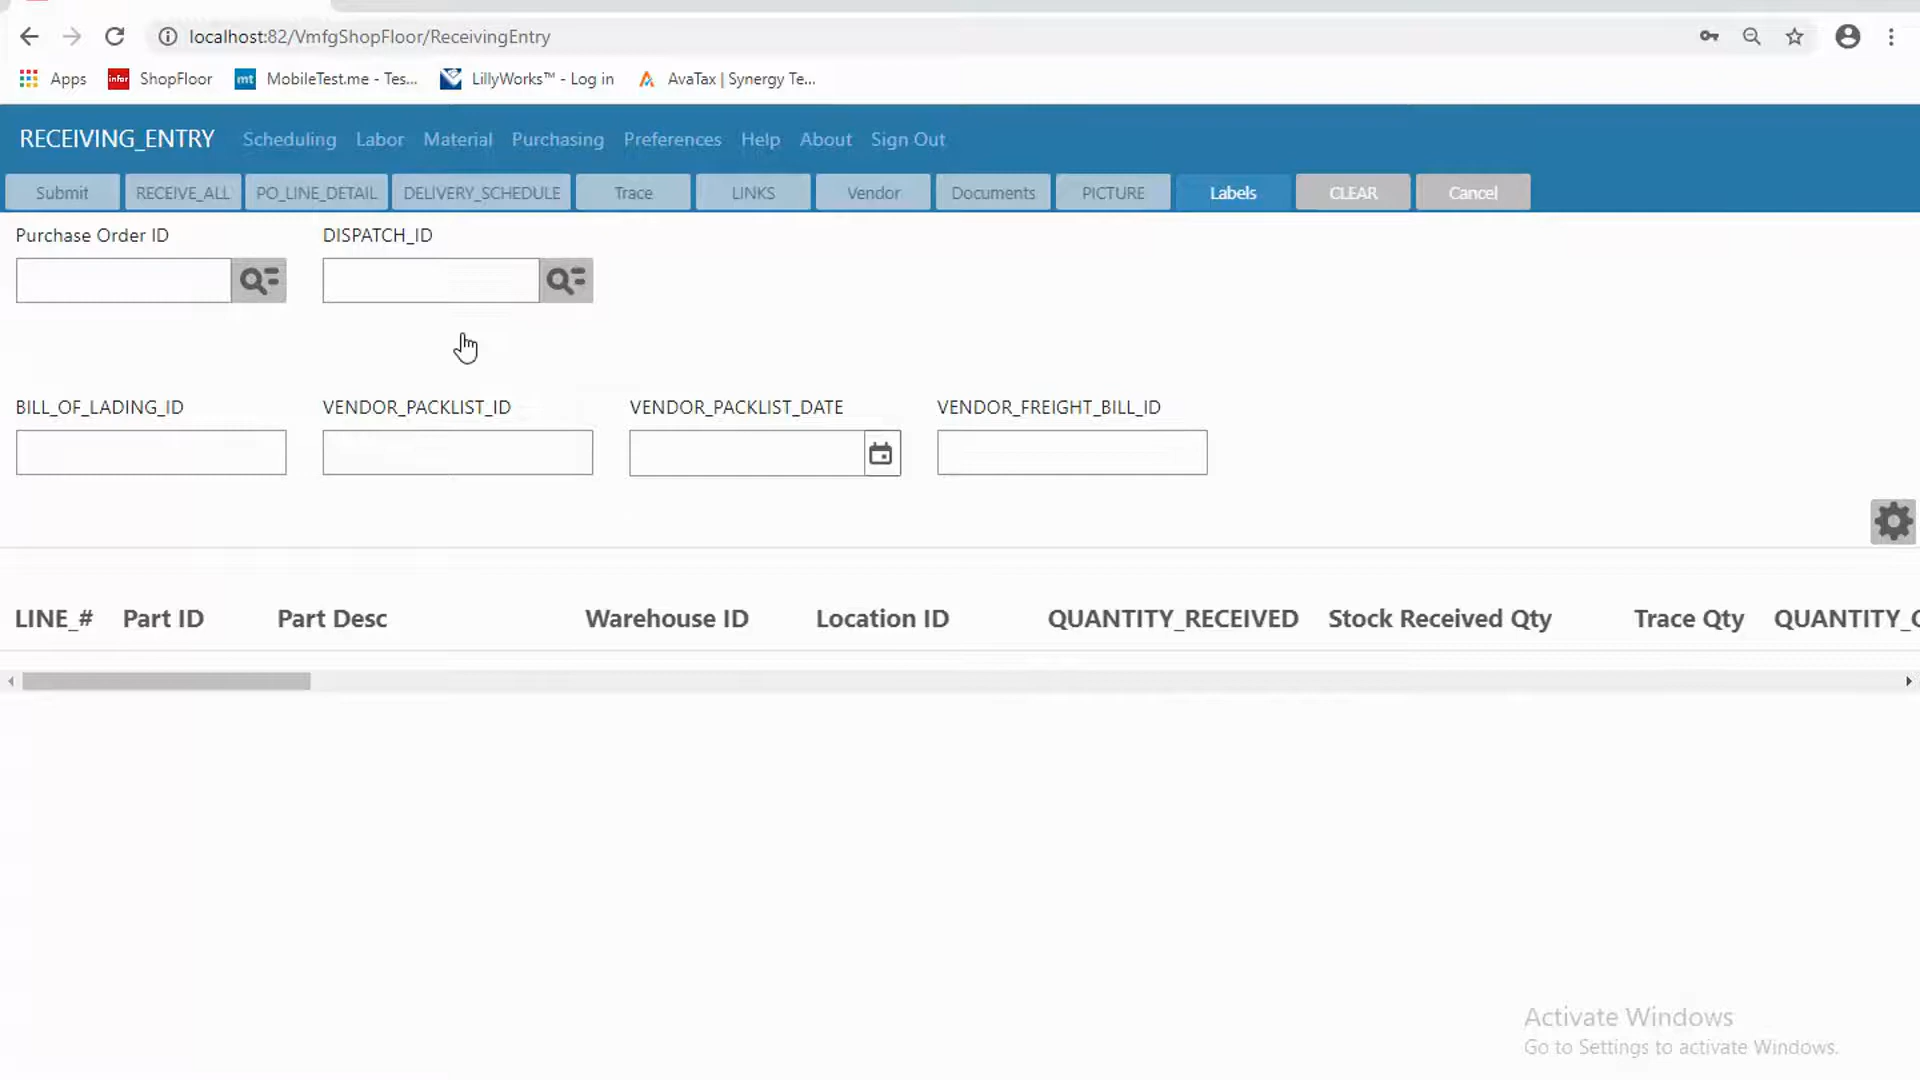 localhost:82/VmfgShopFloor/ReceivingEntry
Apps infor ShopFloor mt MobileTest.me - Tes... LillyWorks™ - Log in AvaTax | Synergy Te...
RECEIVING_ENTRY Scheduling Labor Material Purchasing Preferences Help About Sign Out
Submit RECEIVE_ALL PO_LINE_DETAIL DELIVERY_SCHEDULE Trace LINKS Vendor Documents PICTURE Labels CLEAR Cancel
Purchase Order ID DISPATCH_ID
BILL_OF_LADING_ID VENDOR_PACKLIST_ID VENDOR_PACKLIST_DATE VENDOR_FREIGHT_BILL_ID
LINE_# Part ID Part Desc Warehouse ID Location ID QUANTITY_RECEIVED Stock Received Qty Trace Qty
Activate Windows
Go to Settings to activate Windows.